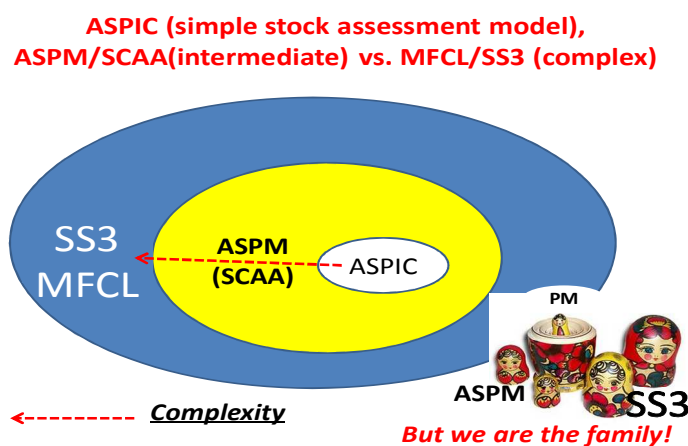 ASPIC (simple stock assessment model),
ASPM/SCAA(intermediate) vs. MFCL/SS3 (complex)
SS3
MFCL
ASPM
(SCAA)
ASPIC
PM
ASPM
SS3
Complexity
But we are the family!